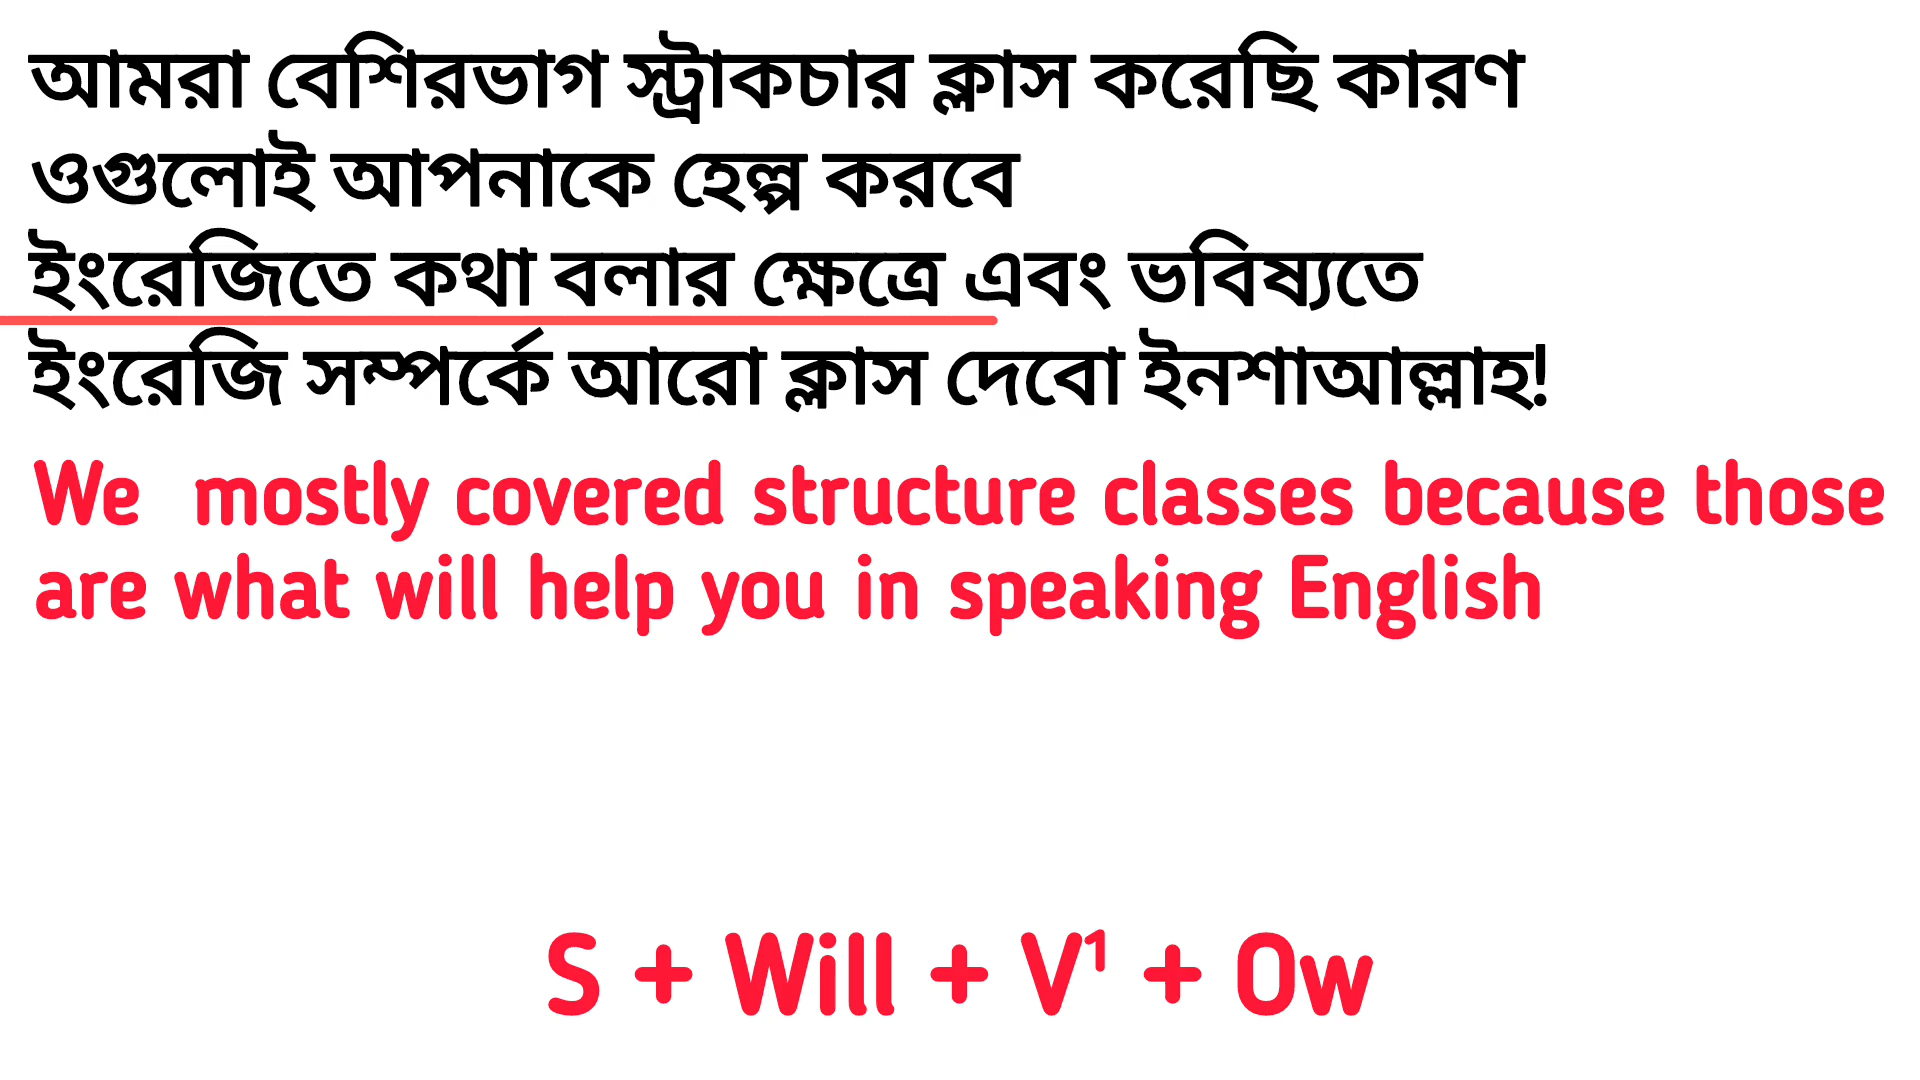 আমরা বেশিরভাগ স্ট্রাকচার ক্লাস করেছি কারণ
ওগুলোই আপনাকে হেল্প করবে
ইংরেজিতে কথা বলার ক্ষেত্রে এবং ভবিষ্যতে
ইংরেজি সম্পর্কে আরো ক্লাস দেবো ইনশাআল্লাহ!
We mostly covered structure classes because those
are what will help you in speaking English
S + Will + V¹ + Ow